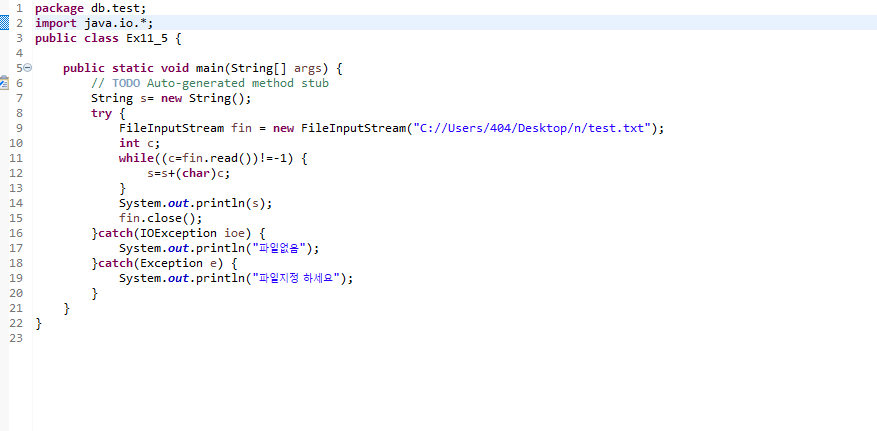 1 package db.test;
2 import java.io.*;
3 public class Ex11_5 {
4
5 public static void main(String[] args) {
6 // TODO Auto-generated method stub
7 String s= new String();
8 try {
9 FileInputStream fin = new FileInputStream("C://Users/404/Desktop/n/test.txt");
10 int c;
11 while((c=fin.read())!=-1) {
12 s=s+(char)c;
13 }
14 System.out.println(s);
15 fin.close();
16 }catch(IOException ioe) {
17 System.out.println("파일없음");
18 }catch(Exception e) {
19 System.out.println("파일지정 하세요");
20 }
21 }
22 }
23